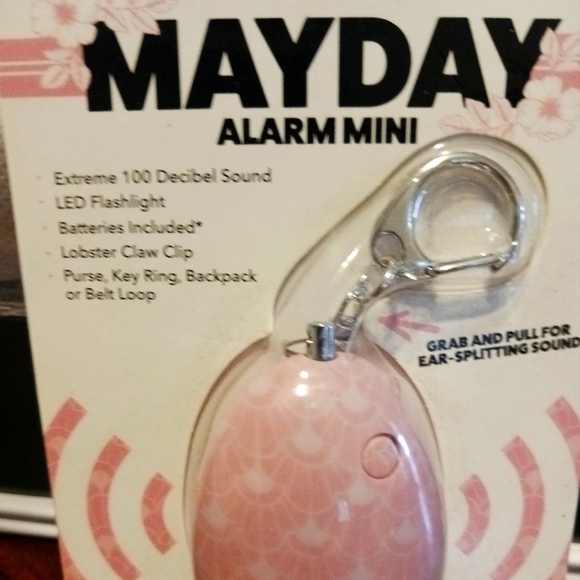 MAYDAY
ALARM MINI
Extreme 100 Decibel Sound
LED Flashlight
Batteries Included*
Lobster Claw Clip
Purse, Key Ring, Backpack
or Belt Loop
GRAB AND PULL FOR
EAR-SPLITTING SOUND